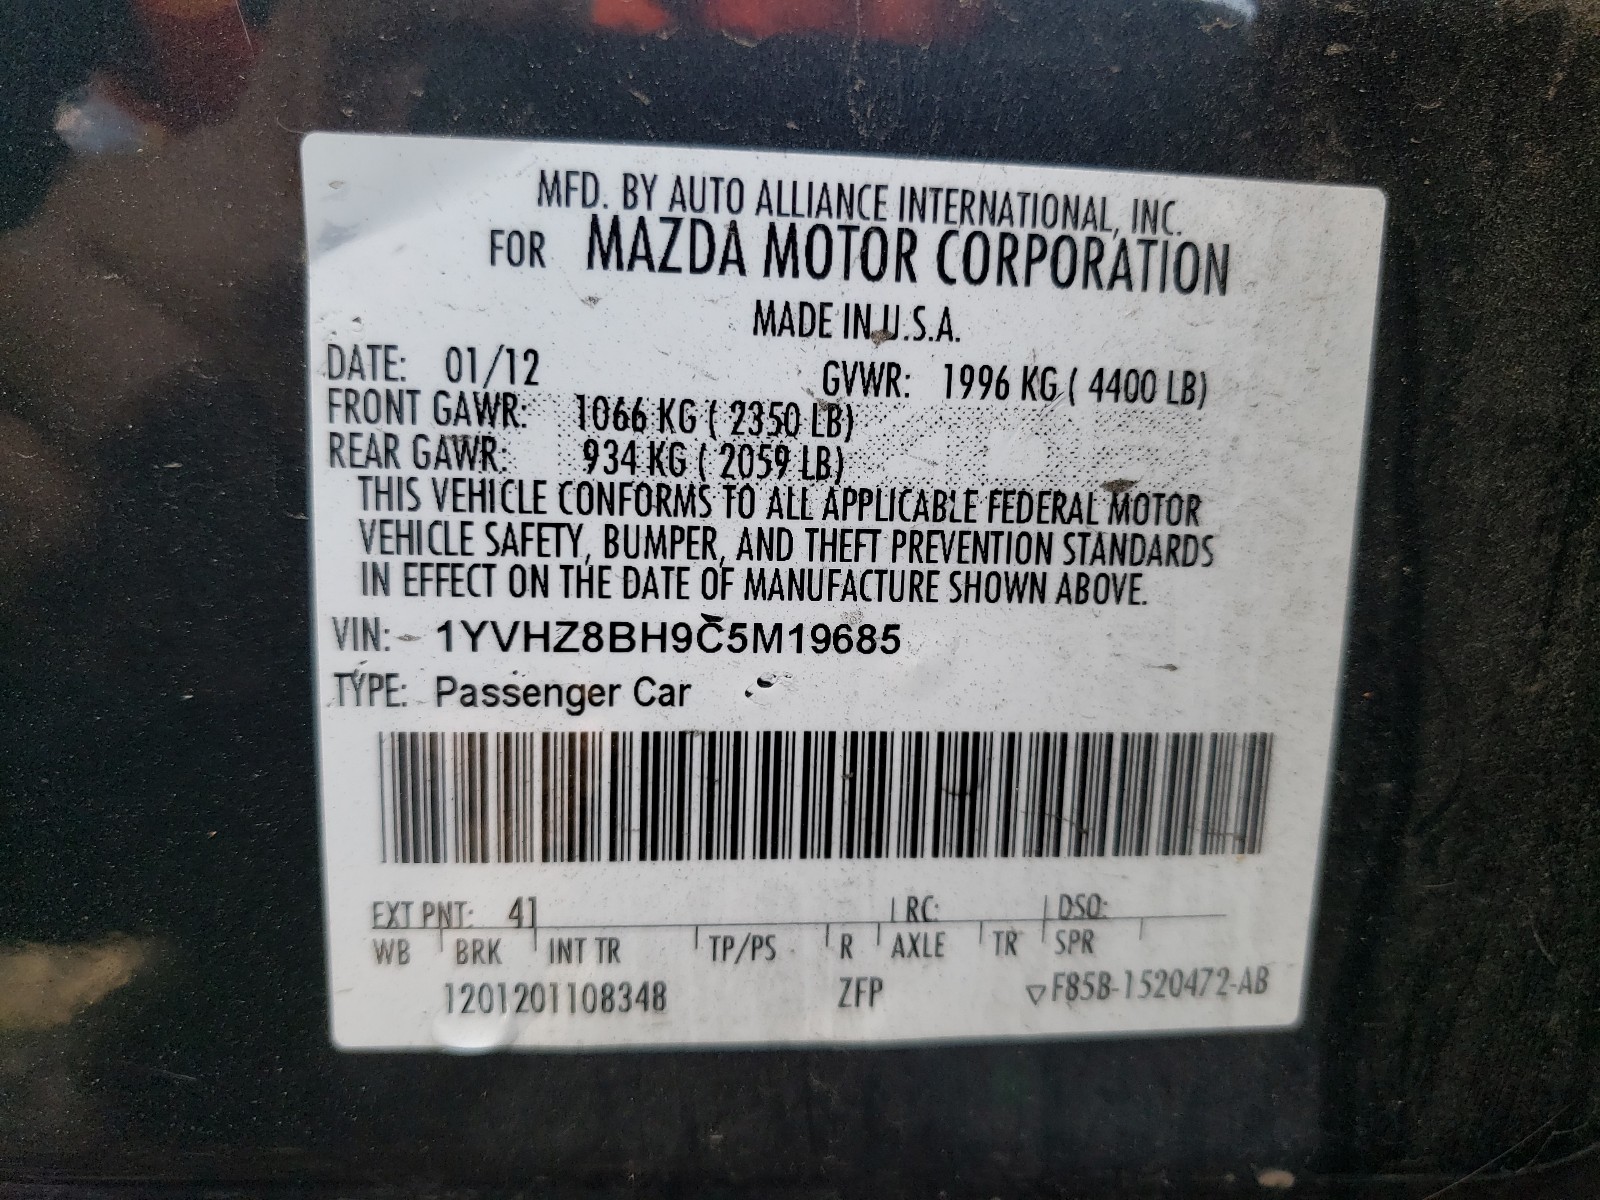 MFD. BY AUTO ALLIANCE INTERNATIONAL, INC.
FOR MAZDA MOTOR CORPORATION
MADE IN U.S.A.
DATE: 01/12 GVWR: 1996 KG ( 4400 LB)
FRONT GAWR: 1066 KG ( 2350 LB)
REAR GAWR: 934 KG ( 2059 LB)
THIS VEHICLE CONFORMS TO ALL APPLICABLE FEDERAL MOTOR
VEHICLE SAFETY, BUMPER, AND THEFT PREVENTION STANDARDS
IN EFFECT ON THE DATE OF MANUFACTURE SHOWN ABOVE.
VIN: 1YVHZ8BH9C5M19685
TYPE: Passenger Car
EXT PNT: 41 RC: DSO:
WB BRK INT TR TP/PS R AXLE TR SPR
1201201108348 ZFP ▽F85B-1520472-AB